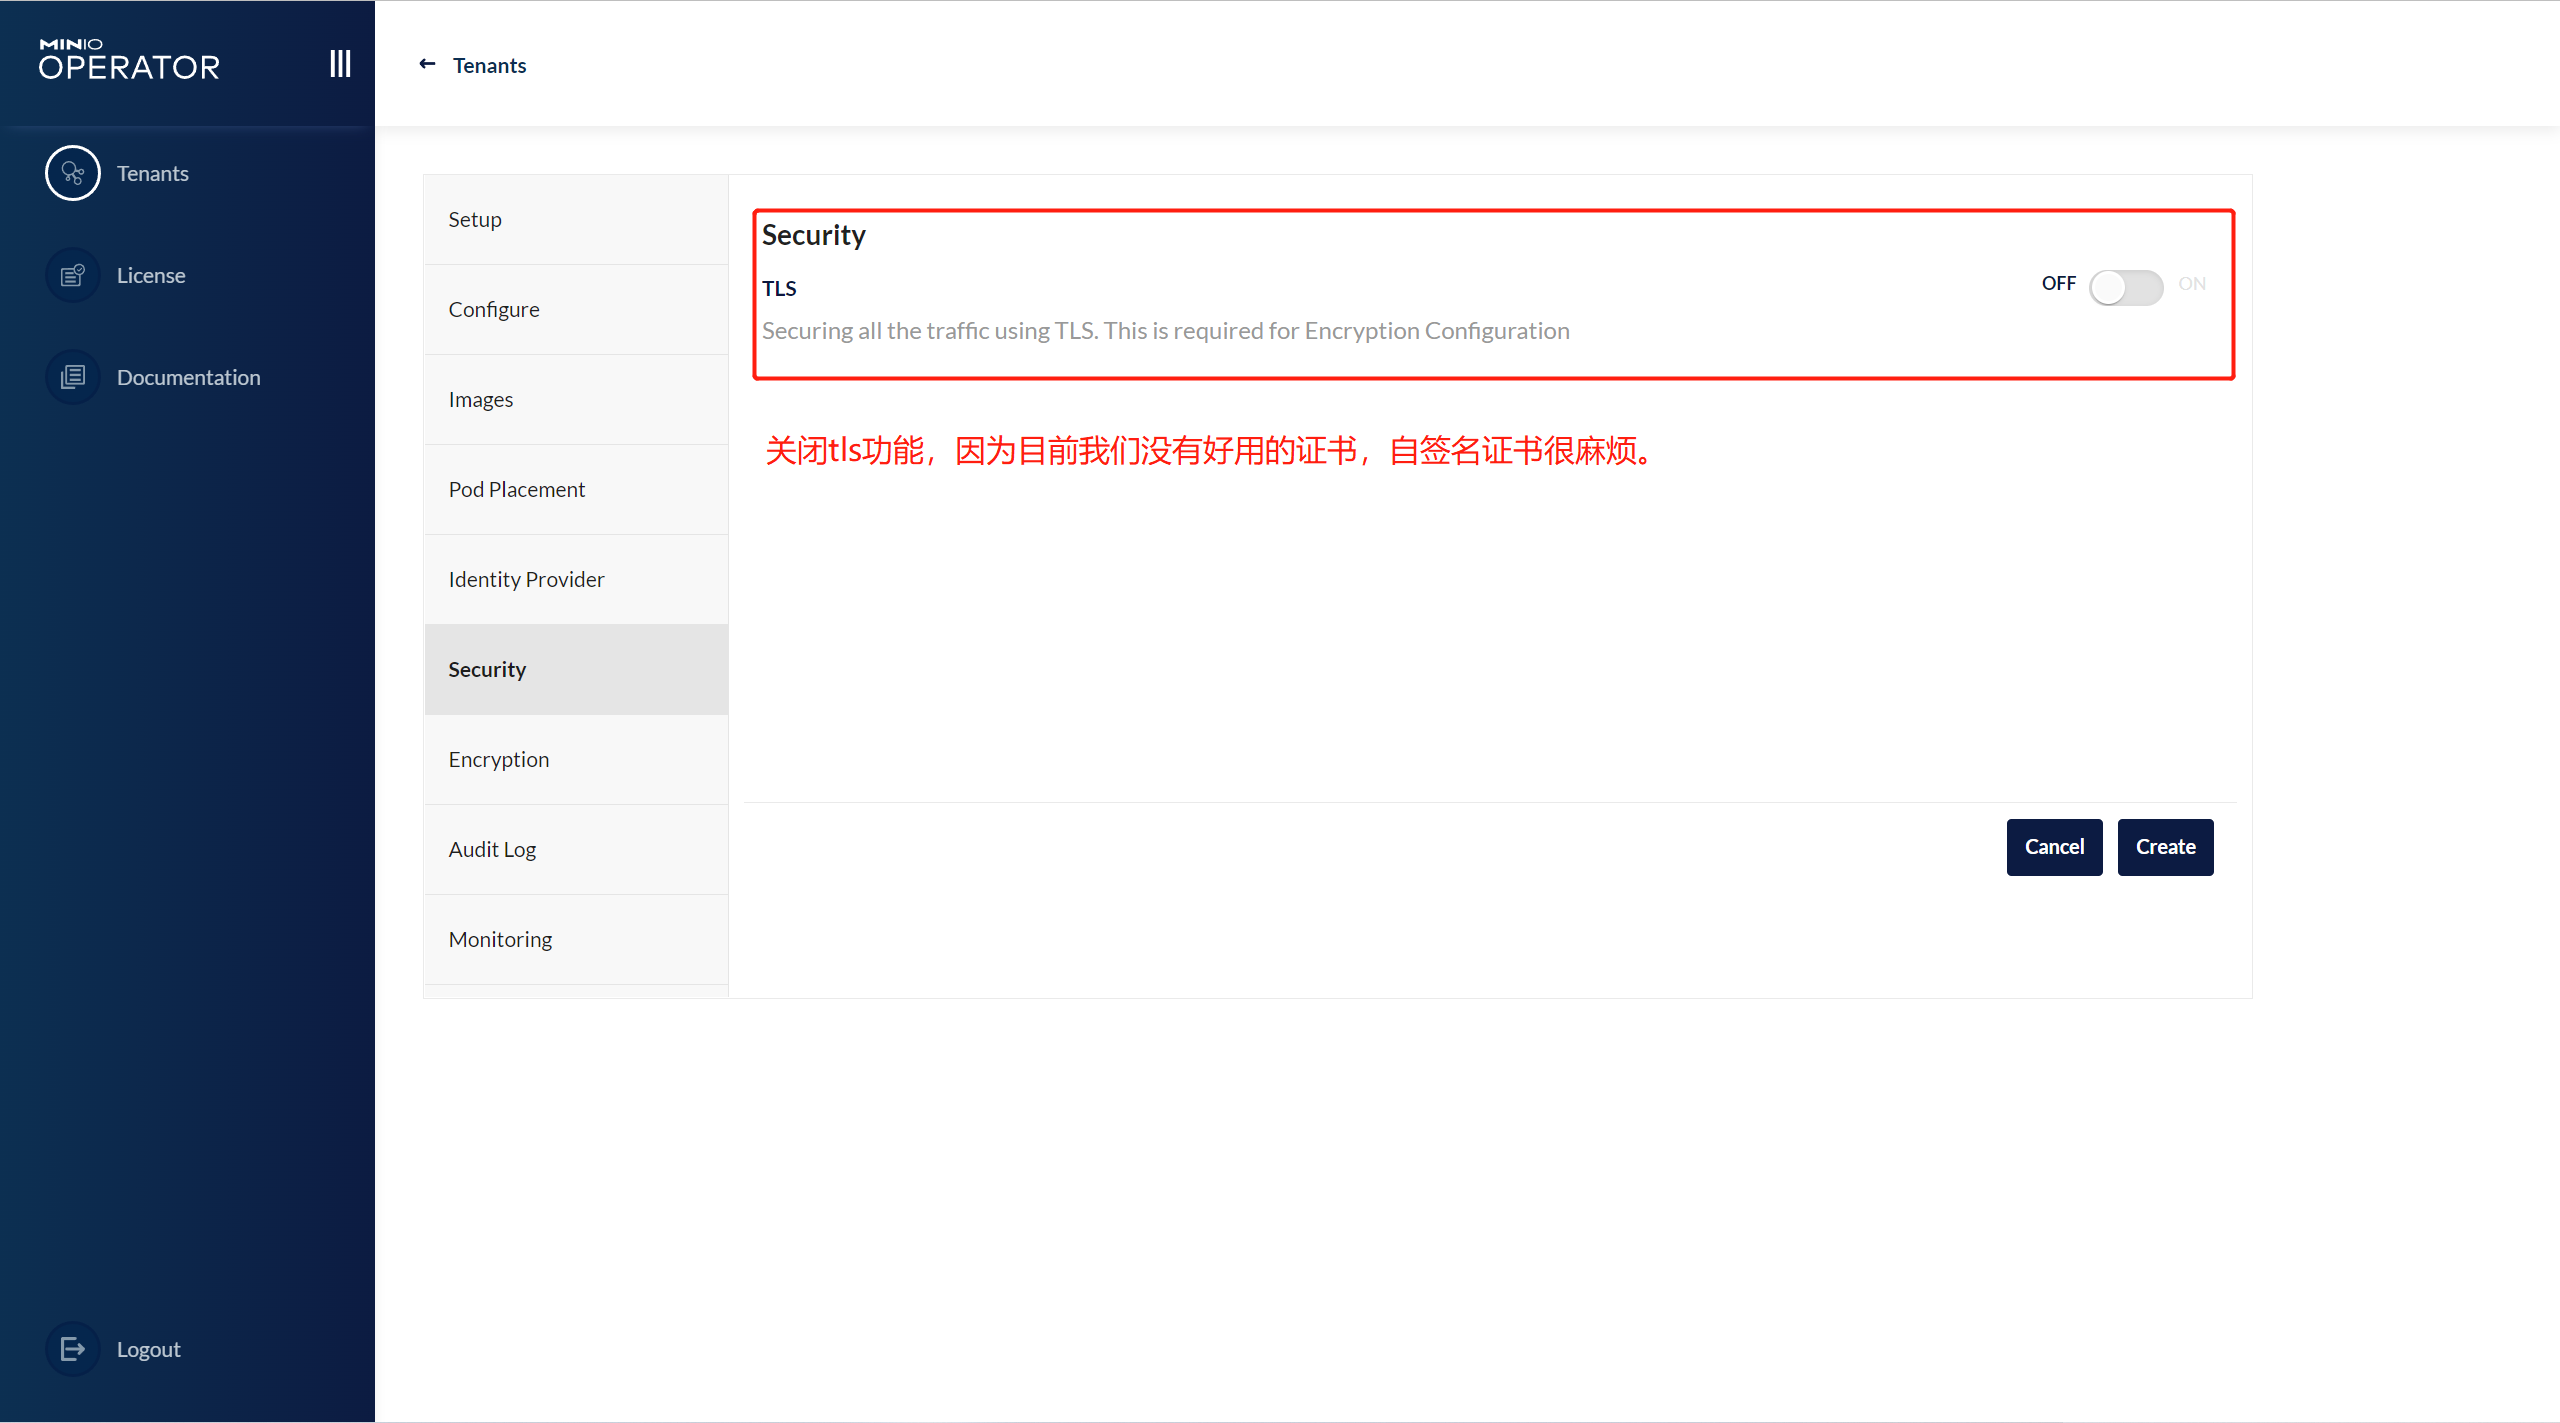 MINIO
OPERATOR
Tenants
License
Documentation
Logout
Tenants
Setup
Configure
Images
Pod Placement
Identity Provider
Security
Encryption
Audit Log
Monitoring
Security
TLS
OFF ON
Securing all the traffic using TLS. This is required for Encryption Configuration
关闭tls功能，因为目前我们没有好用的证书，自签名证书很麻烦。
Cancel Create